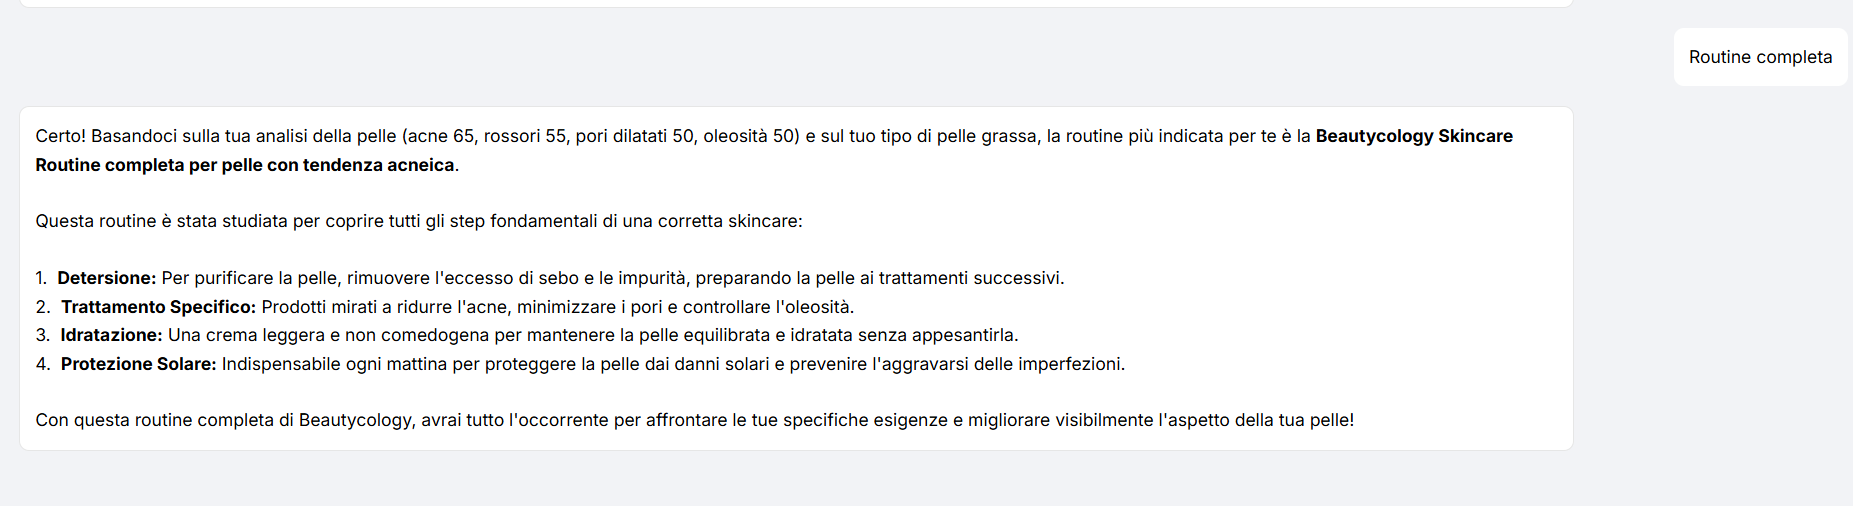 Routine completa
Certo! Basandoci sulla tua analisi della pelle (acne 65, rossori 55, pori dilatati 50, oleosità 50) e sul tuo tipo di pelle grassa, la routine più indicata per te è la Beautycology Skincare
Routine completa per pelle con tendenza acneica.
Questa routine è stata studiata per coprire tutti gli step fondamentali di una corretta skincare:
1. Detersione: Per purificare la pelle, rimuovere l'eccesso di sebo e le impurità, preparando la pelle ai trattamenti successivi.
2. Trattamento Specifico: Prodotti mirati a ridurre l'acne, minimizzare i pori e controllare l'oleosità.
3. Idratazione: Una crema leggera e non comedogena per mantenere la pelle equilibrata e idratata senza appesantirla.
4. Protezione Solare: Indispensabile ogni mattina per proteggere la pelle dai danni solari e prevenire l'aggravarsi delle imperfezioni.
Con questa routine completa di Beautycology, avrai tutto l'occorrente per affrontare le tue specifiche esigenze e migliorare visibilmente l'aspetto della tua pelle!